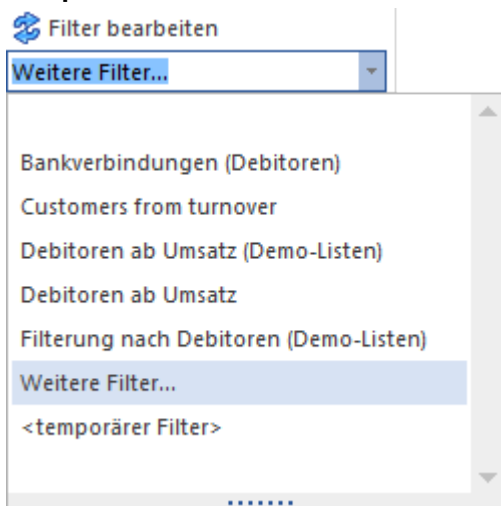 Filter bearbeiten
Weitere Filter...
Bankverbindungen (Debitoren)
Customers from turnover
Debitoren ab Umsatz (Demo-Listen)
Debitoren ab Umsatz
Filterung nach Debitoren (Demo-Listen)
Weitere Filter...
<temporärer Filter>